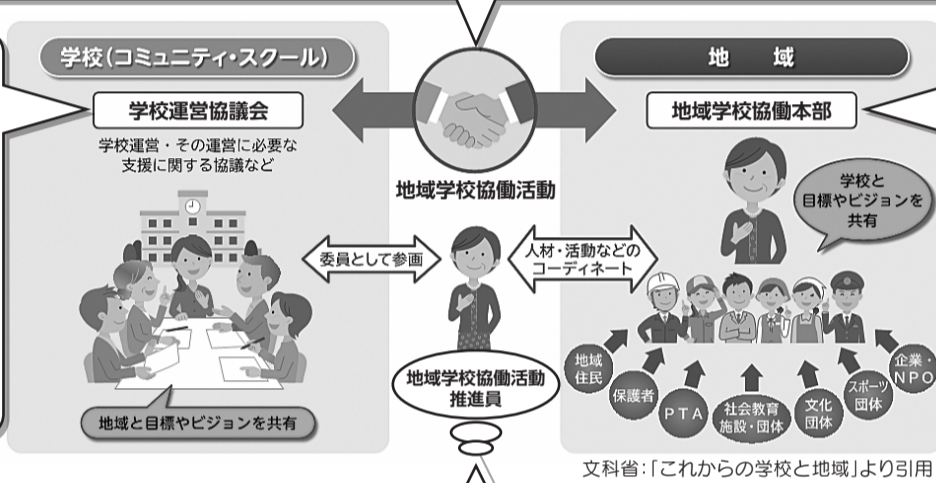 学校(コミュニティ・スクール)
学校運営協議会
学校運営・その運営に必要な
支援に関する協議など
地域と目標やビジョンを共有
地域学校協働活動
委員として参画
人材・活動などの
コーディネート
地域学校協働活動
推進員
地　域
地域学校協働本部
学校と
目標やビジョンを
共有
地域
住民
保護者
PTA
社会教育
施設・団体
文化
団体
スポーツ
団体
企業・
NPO
文科省:「これからの学校と地域」より引用